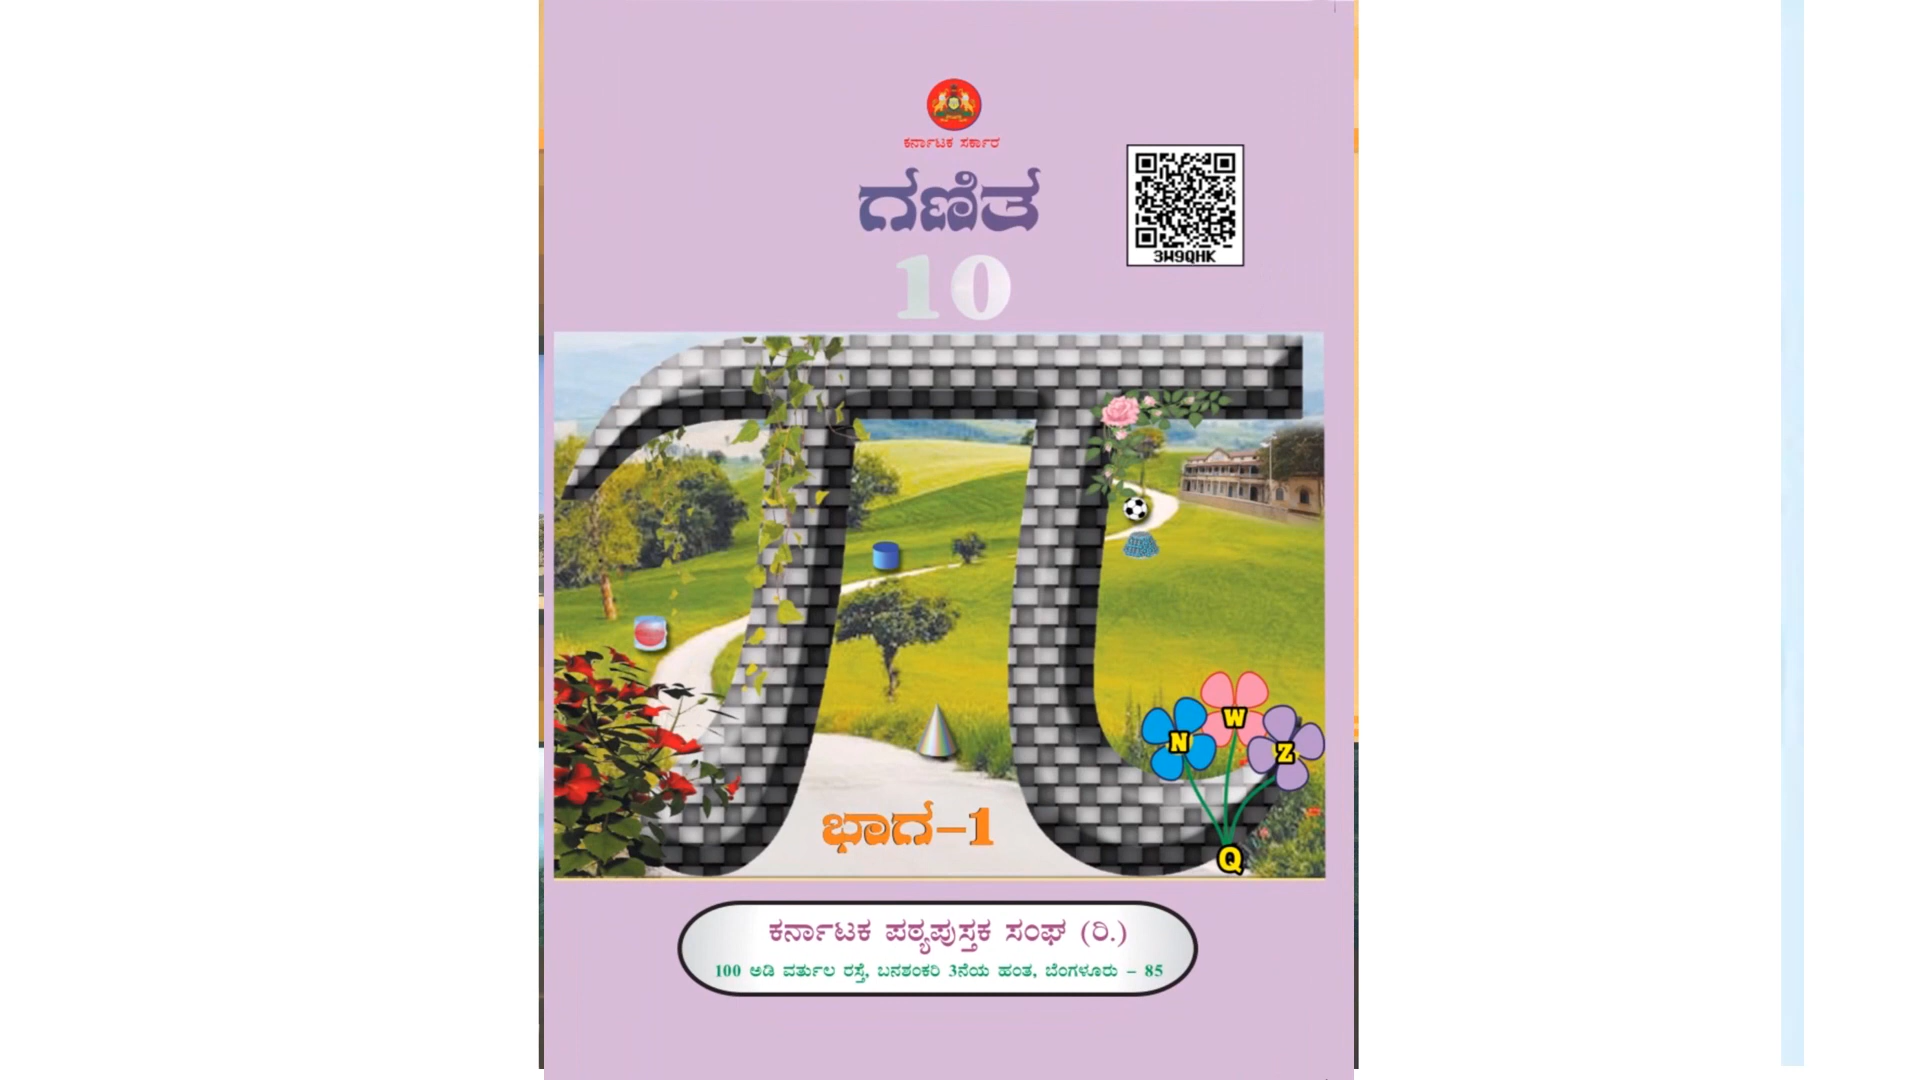 ಕರ್ನಾಟಕ ಸರ್ಕಾರ
ಗಣಿತ
3W9QHK
10
N
W
Z
ಭಾಗ–1
Q
ಕರ್ನಾಟಕ ಪಠ್ಯಪುಸ್ತಕ ಸಂಘ (ರಿ.)
100 ಅಡಿ ವರ್ತುಲ ರಸ್ತೆ, ಬನಶಂಕರಿ 3ನೆಯ ಹಂತ, ಬೆಂಗಳೂರು – 85